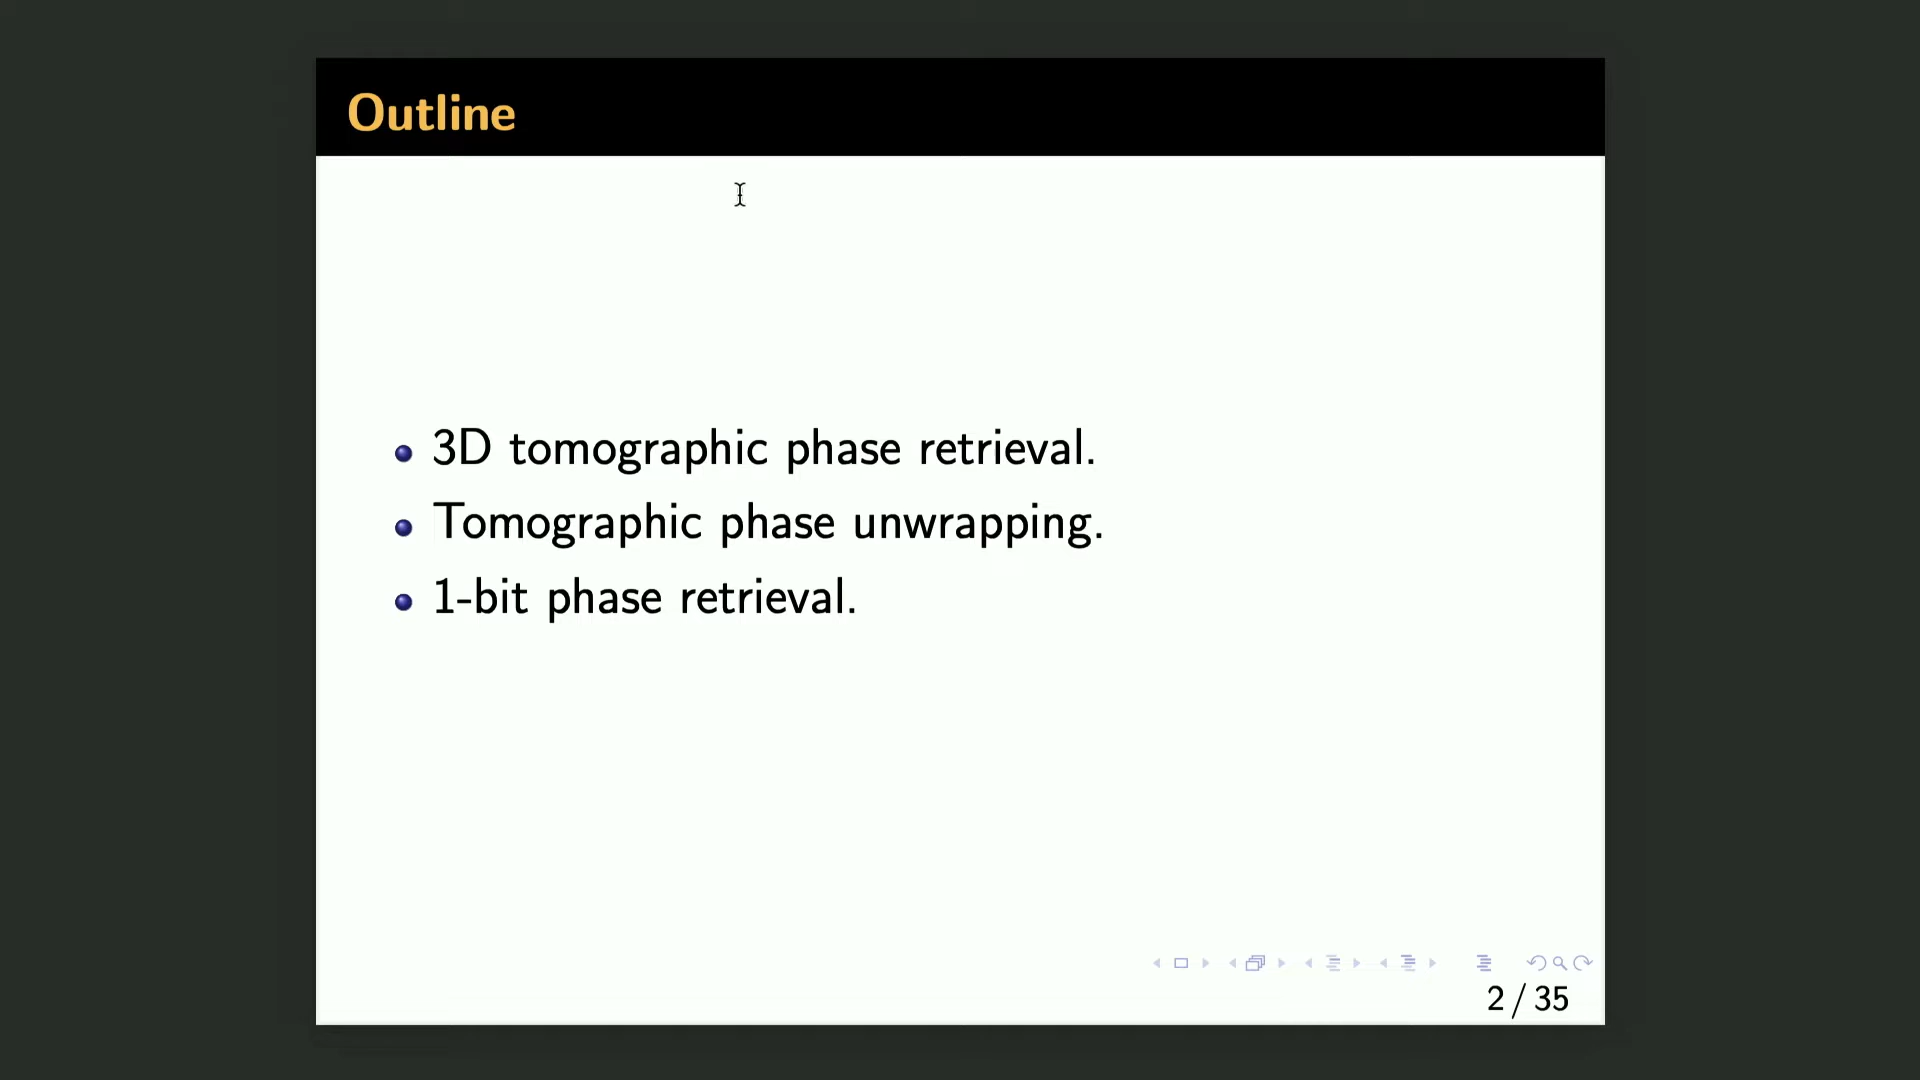 Outline
3D tomographic phase retrieval.
Tomographic phase unwrapping.
1-bit phase retrieval.
2 / 35